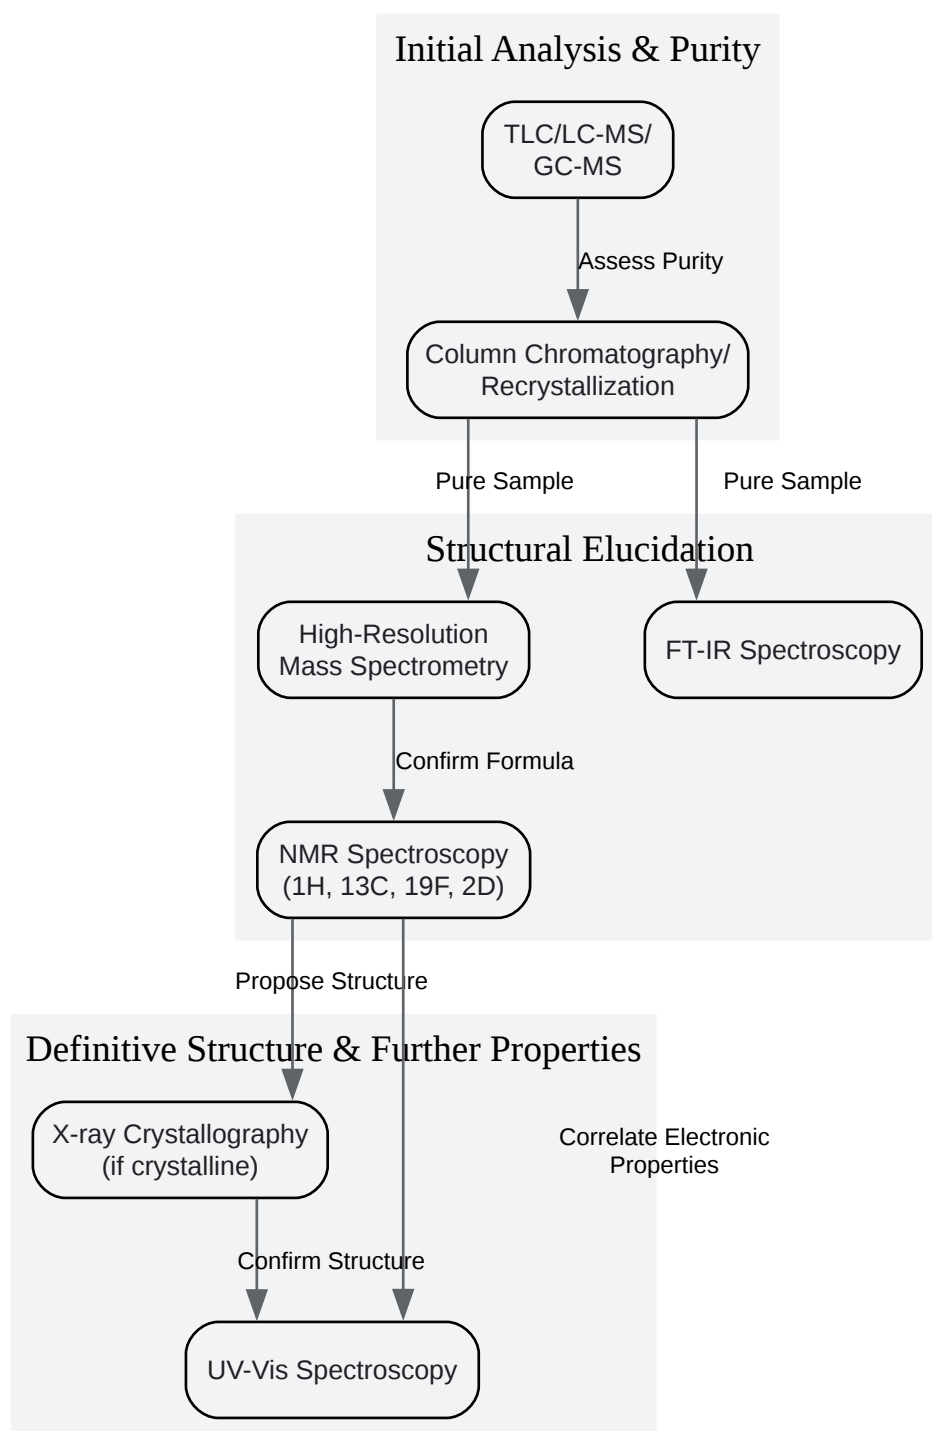 Initial Analysis & Purity
TLC/LC-MS/
GC-MS
Assess Purity
Column Chromatography/
Recrystallization
Pure Sample
Pure Sample
Structural Elucidation
High-Resolution
Mass Spectrometry
FT-IR Spectroscopy
Confirm Formula
NMR Spectroscopy
(1H, 13C, 19F, 2D)
Propose Structure
Definitive Structure & Further Properties
X-ray Crystallography
(if crystalline)
Correlate Electronic
Properties
Confirm Structure
UV-Vis Spectroscopy